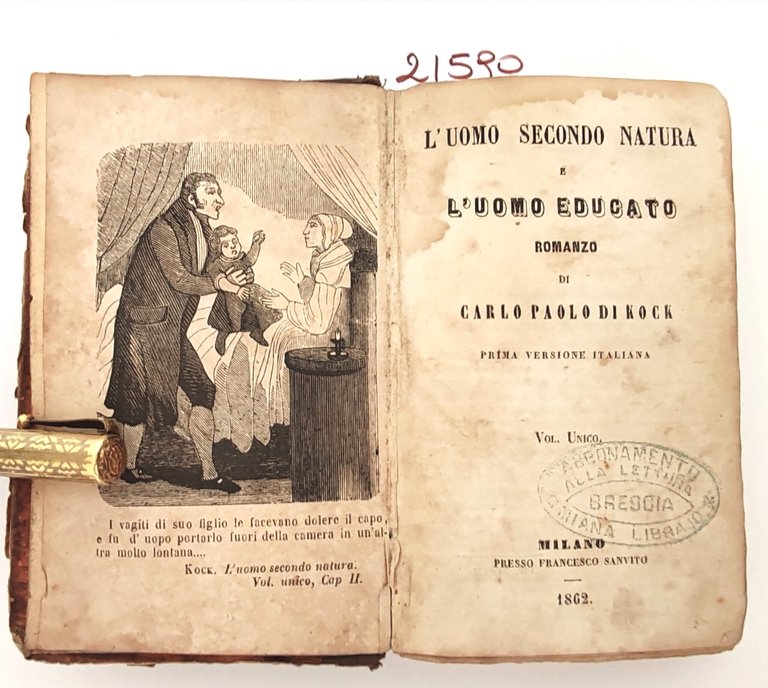 21590
I vagiti di suo figlio le facevano dolere il capo,
e fu d' uopo portarlo fuori della camera in un'al-
tra molto lontana....
KOCK. L'uomo secondo natura.
Vol. unico, Cap II.
L'UOMO SECONDO NATURA
E
L'UOMO EDUCATO
ROMANZO
DI
CARLO PAOLO DI KOCK
PRIMA VERSIONE ITALIANA
VOL. UNICO.
ABBONAMENTO
ALLA LETTURA
BRESCIA
LIBRAJO
MILANO
PRESSO FRANCESCO SANVITO
1862.